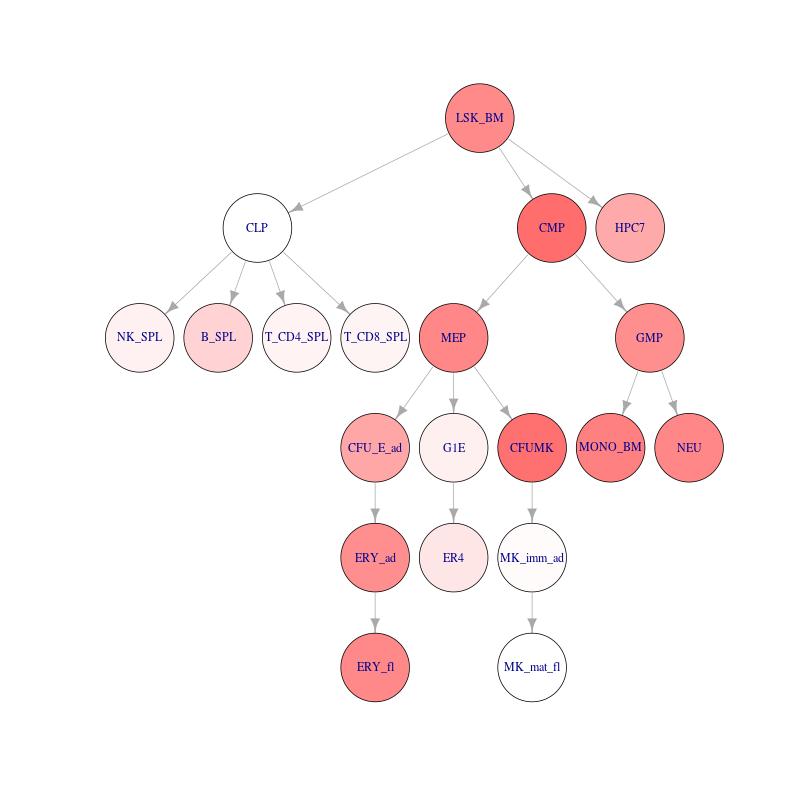 LSK_BM
CLP
CMP
HPC7
NK_SPL
B_SPL
T_CD4_SPL
T_CD8_SPL
MEP
GMP
CFU_E_ad
G1E
CFUMK
MONO_BM
NEU
ERY_ad
ER4
MK_imm_ad
ERY_fl
MK_mat_fl